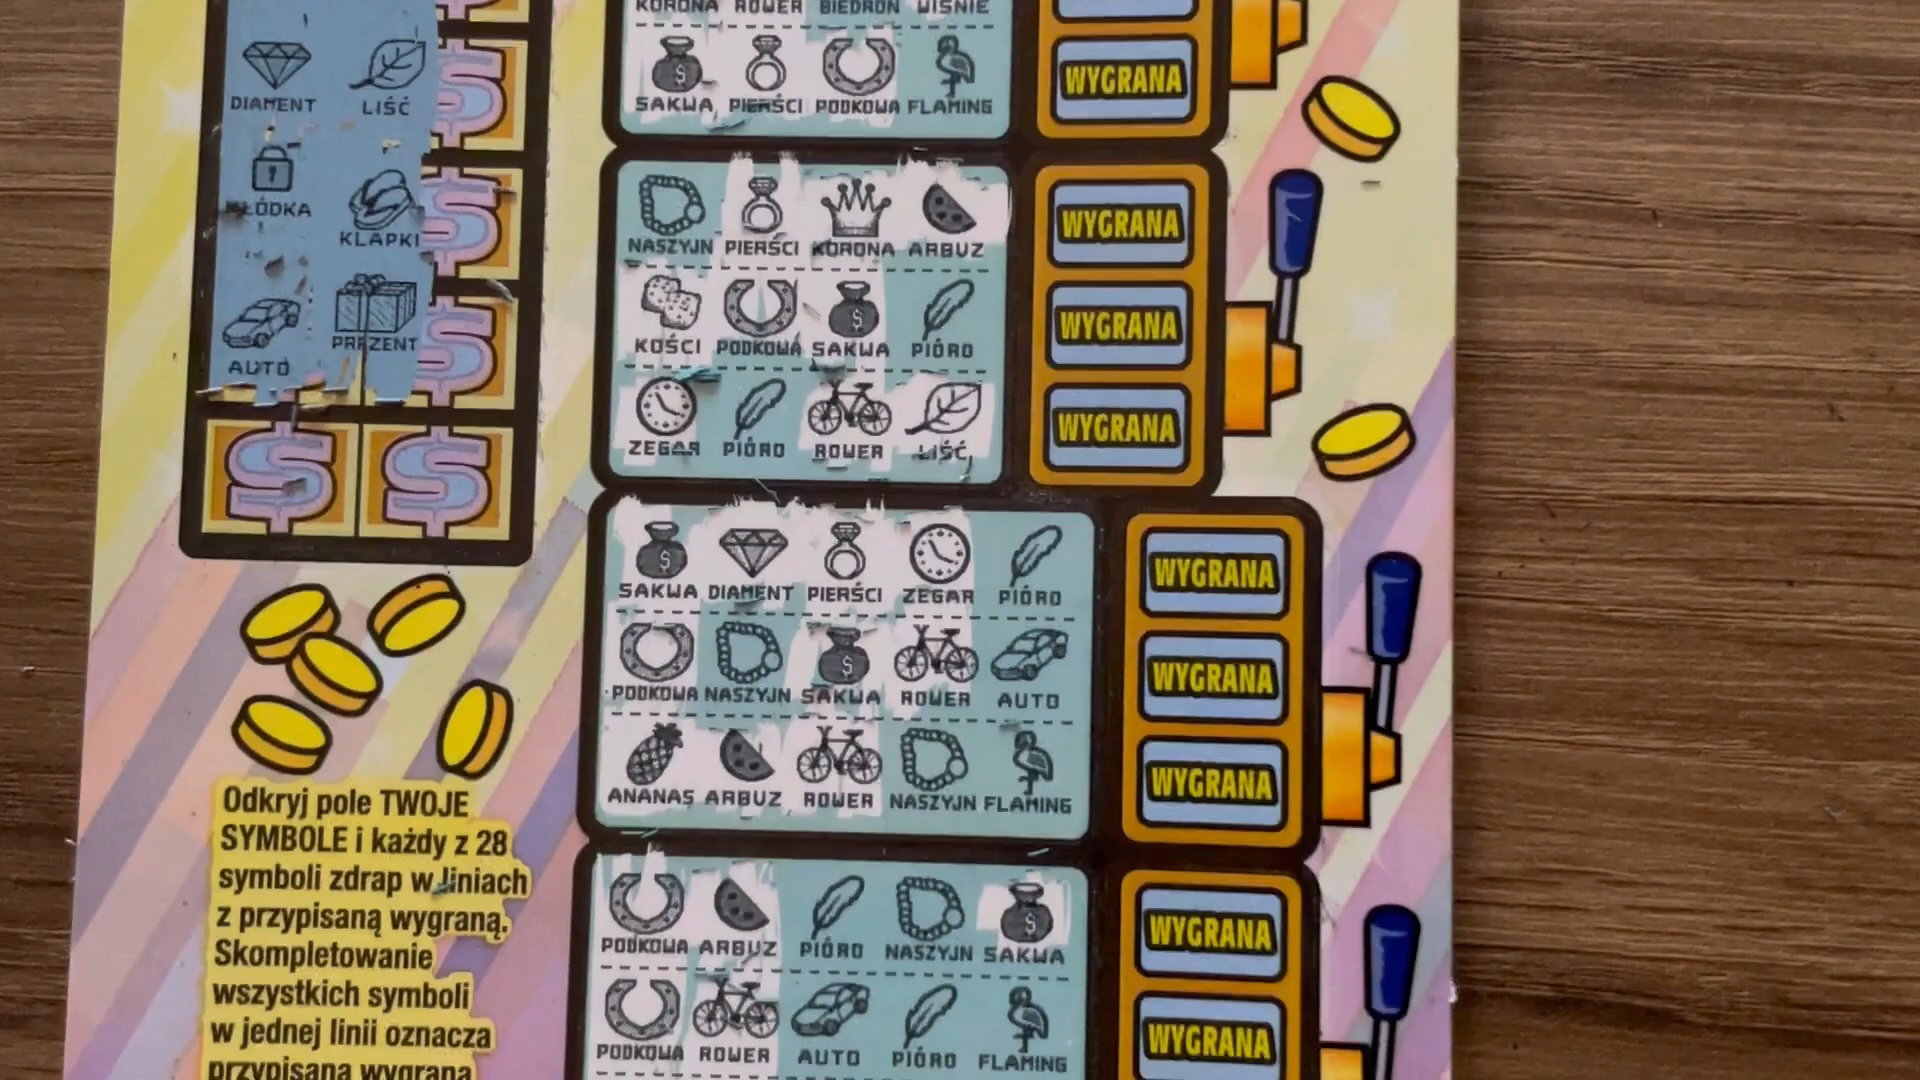 DIAMENT LIŚĆ
KŁÓDKA
KLAPKI
AUTO
PREZENT
Odkryj pole TWOJE
SYMBOLE i każdy z 28
symboli zdrap w liniach
z przypisaną wygraną.
Skompletowanie
wszystkich symboli
w jednej linii oznacza
przypisaną wygraną
KORONA ROWER BIEDRON WIŚNIE
SAKWA PIERŚCI PODKOWA FLAMING
WYGRANA
NASZYJN PIERŚCI KORONA ARBUZ
WYGRANA
KOŚCI PODKOWA SAKWA PIÓRO
WYGRANA
ZEGAR PIÓRO ROWER LIŚĆ
WYGRANA
SAKWA DIAMENT PIERŚCI ZEGAR PIÓRO
WYGRANA
PODKOWA NASZYJN SAKWA ROWER AUTO
WYGRANA
ANANAS ARBUZ ROWER NASZYJN FLAMING
WYGRANA
PODKOWA ARBUZ PIÓRO NASZYJN SAKWA
WYGRANA
PODKOWA ROWER AUTO PIÓRO FLAMING
WYGRANA